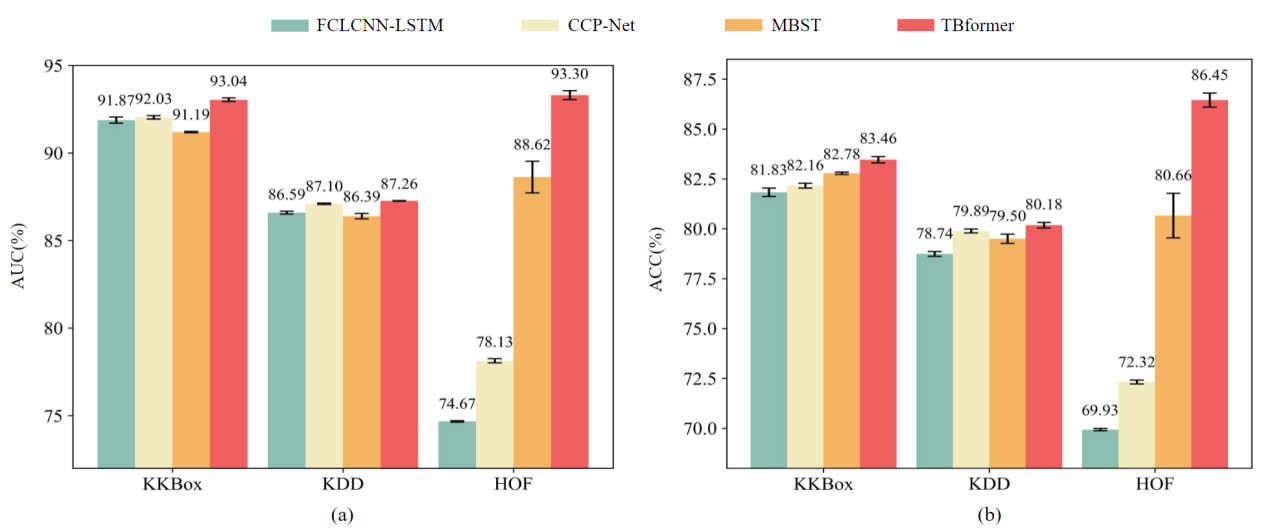 FCLCNN-LSTM CCP-Net MBST TBformer
95
90
85
80
75
AUC(%)
91.87 92.03 91.19 93.04
86.59 87.10 86.39 87.26
74.67 78.13 88.62 93.30
KKBox KDD HOF
(a)
87.5
85.0
82.5
80.0
77.5
75.0
72.5
70.0
ACC(%)
81.83 82.16 82.78 83.46
78.74 79.89 79.50 80.18
69.93 72.32 80.66 86.45
KKBox KDD HOF
(b)